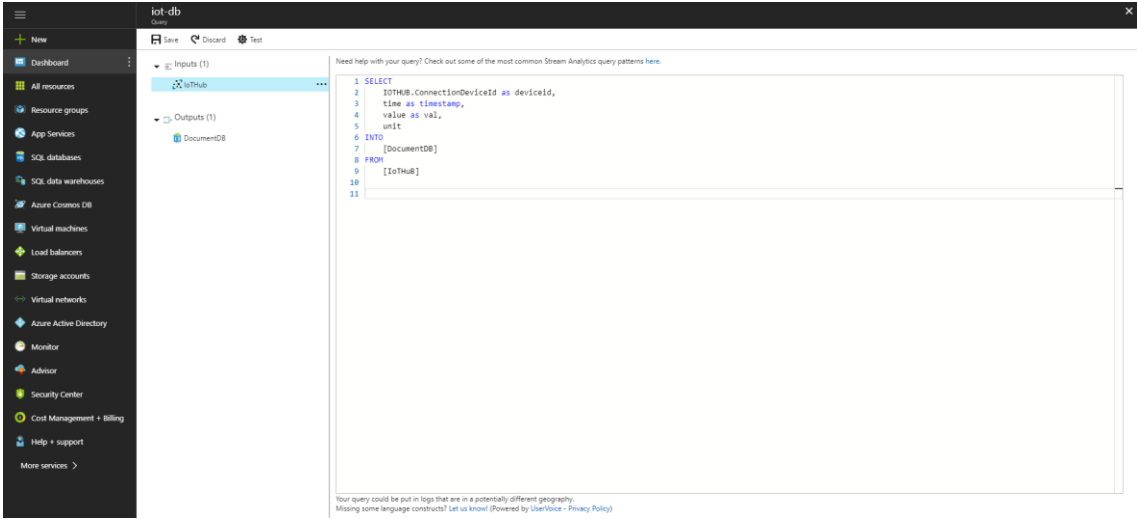 iot-db
Query
New
Save Discard Test
Dashboard
All resources
Resource groups
App Services
SQL databases
SQL data warehouses
Azure Cosmos DB
Virtual machines
Load balancers
Storage accounts
Virtual networks
Azure Active Directory
Monitor
Advisor
Security Center
Cost Management + Billing
Help + support
More services >
Inputs (1)
IoTHub
Outputs (1)
DocumentDB
Need help with your query? Check out some of the most common Stream Analytics query patterns here.
1 SELECT
2 IOTHUB.ConnectionDeviceId as deviceid,
3 time as timestamp,
4 value as val,
5 unit
6 INTO
7 [DocumentDB]
8 FROM
9 [IoTHuB]
10
11
Your query could be put in logs that are in a potentially different geography.
Missing some language constructs? Let us know! (Powered by UserVoice - Privacy Policy)